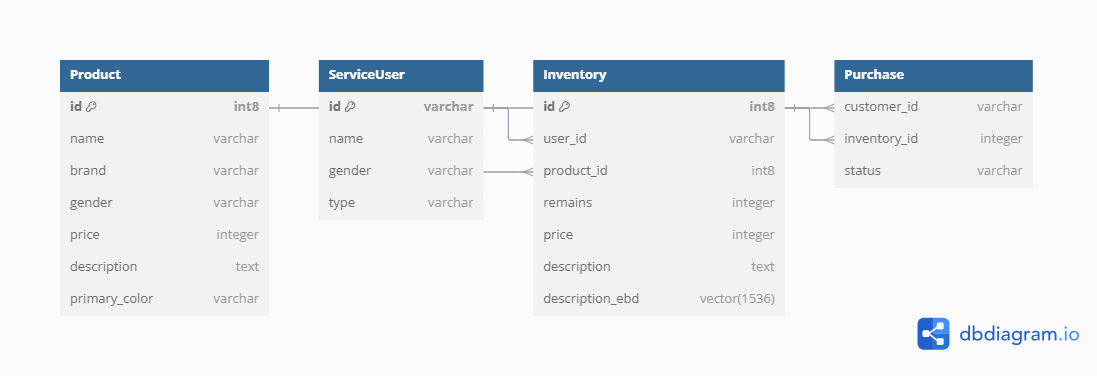 Product
id int8
name varchar
brand varchar
gender varchar
price integer
description text
primary_color varchar
ServiceUser
id varchar
name varchar
gender varchar
type varchar
Inventory
id int8
user_id varchar
product_id int8
remains integer
price integer
description text
description_ebd vector(1536)
Purchase
customer_id varchar
inventory_id integer
status varchar
dbdiagram.io